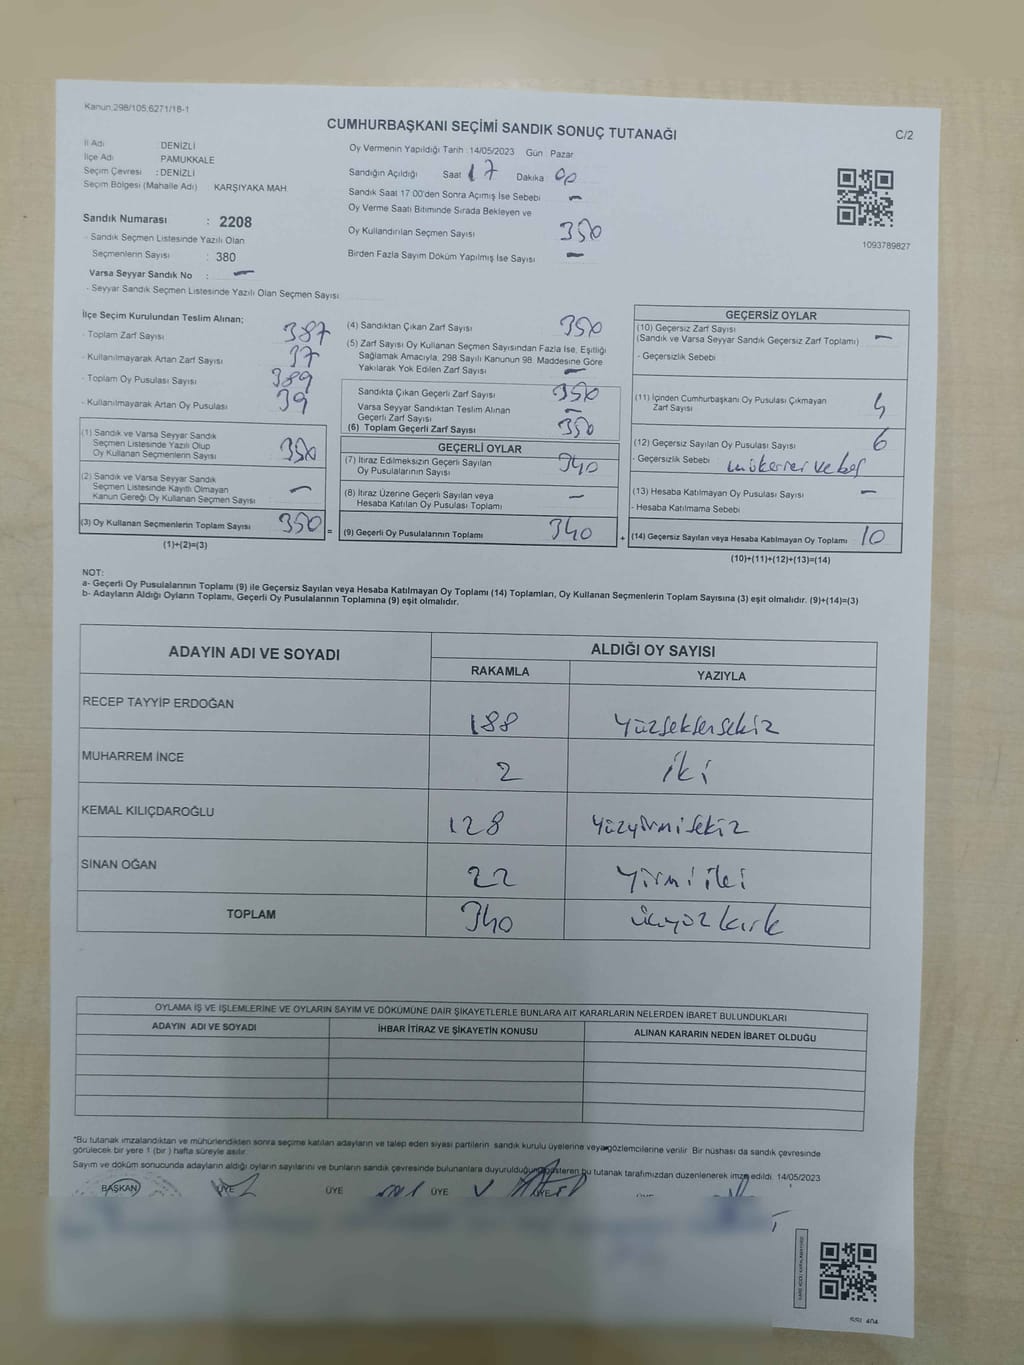 Kanun.298/105,6271/18-1
CUMHURBAŞKANI SEÇİMİ SANDIK SONUÇ TUTANAĞI
C/2
İl Adı : DENİZLİ
İlçe Adı : PAMUKKALE
Seçim Çevresi : DENİZLİ
Seçim Bölgesi (Mahalle Adı) KARŞIYAKA MAH
Sandık Numarası : 2208
- Sandık Seçmen Listesinde Yazılı Olan
Seçmenlerin Sayısı : 380
Varsa Seyyar Sandık No : —
- Seyyar Sandık Seçmen Listesinde Yazılı Olan Seçmen Sayısı
Oy Vermenin Yapıldığı Tarih :14/05/2023 Gün : Pazar
Sandığın Açıldığı Saat 17 Dakika 00
Sandık Saat 17 00'den Sonra Açımış İse Sebebi —
Oy Verme Saati Bitiminde Sırada Bekleyen ve
Oy Kullandırılan Seçmen Sayısı 350
Birden Fazla Sayım Döküm Yapılmış İse Sayısı —
1093789827
İlçe Seçim Kurulundan Teslim Alınan;
- Toplam Zarf Sayısı 387
- Kullanılmayarak Artan Zarf Sayısı 37
- Toplam Oy Pusulası Sayısı 389
- Kullanılmayarak Artan Oy Pusulası 39
(1) Sandık ve Varsa Seyyar Sandık
Seçmen Listesinde Yazılı Olup
Oy Kullanan Seçmenlerin Sayısı 350
(2) Sandık ve Varsa Seyyar Sandık
Seçmen Listesinde Kayıtlı Olmayan
Kanun Gereği Oy Kullanan Seçmen Sayısı —
(3) Oy Kullanan Seçmenlerin Toplam Sayısı 350 =
(1)+(2)=(3)
(4) Sandıktan Çıkan Zarf Sayısı 350
(5) Zarf Sayısı Oy Kullanan Seçmen Sayısından Fazla İse, Eşitliği
Sağlamak Amacıyla, 298 Sayılı Kanunun 98. Maddesine Göre
Yakılarak Yok Edilen Zarf Sayısı —
Sandıkta Çıkan Geçerli Zarf Sayısı 350
Varsa Seyyar Sandıktan Teslim Alınan
Geçerli Zarf Sayısı —
(6) Toplam Geçerli Zarf Sayısı 350
GEÇERLİ OYLAR
(7) İtiraz Edilmeksizin Geçerli Sayılan
Oy Pusulalarının Sayısı 340
(8) İtiraz Üzerine Geçerli Sayılan veya
Hesaba Katılan Oy Pusulası Toplamı —
(9) Geçerli Oy Pusulalarının Toplamı 340 +
GEÇERSİZ OYLAR
(10) Geçersiz Zarf Sayısı
(Sandık ve Varsa Seyyar Sandık Geçersiz Zarf Toplamı) —
- Geçersizlik Sebebi
(11) İçinden Cumhurbaşkanı Oy Pusulası Çıkmayan
Zarf Sayısı 4
(12) Geçersiz Sayılan Oy Pusulası Sayısı 6
- Geçersizlik Sebebi mükerrer ve boş
(13) Hesaba Katılmayan Oy Pusulası Sayısı —
- Hesaba Katılmama Sebebi
(14) Geçersiz Sayılan veya Hesaba Katılmayan Oy Toplamı 10
(10)+(11)+(12)+(13)=(14)
NOT:
a- Geçerli Oy Pusulalarının Toplamı (9) ile Geçersiz Sayılan veya Hesaba Katılmayan Oy Toplamı (14) Toplamları, Oy Kullanan Seçmenlerin Toplam Sayısına (3) eşit olmalıdır. (9)+(14)=(3)
b- Adayların Aldığı Oyların Toplamı, Geçerli Oy Pusulalarının Toplamına (9) eşit olmalıdır.
ADAYIN ADI VE SOYADI ALDIĞI OY SAYISI
RAKAMLA YAZIYLA
RECEP TAYYİP ERDOĞAN 188 Yüzseksensekiz
MUHARREM İNCE 2 iki
KEMAL KILIÇDAROĞLU 128 Yüzyirmisekiz
SİNAN OĞAN 22 Yirmi iki
TOPLAM 340 üçyüz kırk
OYLAMA İŞ VE İŞLEMLERİNE VE OYLARIN SAYIM VE DÖKÜMÜNE DAİR ŞİKAYETLERLE BUNLARA AİT KARARLARIN NELERDEN İBARET BULUNDUKLARI
ADAYIN ADI VE SOYADI İHBAR İTİRAZ VE ŞİKAYETİN KONUSU ALINAN KARARIN NEDEN İBARET OLDUĞU
*Bu tutanak imzalandıktan ve mühürlendikten sonra seçime katılan adayların ve talep eden siyasi partilerin sandık kurulu üyelerine veya gözlemcilerine verilir. Bir nüshası da sandık çevresinde
görülecek bir yere 1 (bir ) hafta süreyle asılır.
Sayım ve döküm sonucunda adayların aldığı oyların sayılarını ve bunların sandık çevresinde bulunanlara duyurulduğunu gösteren bu tutanak tarafımızdan düzenlenerek imza edildi. 14/05/2023
BAŞKAN ÜYE ÜYE ÜYE ÜYE